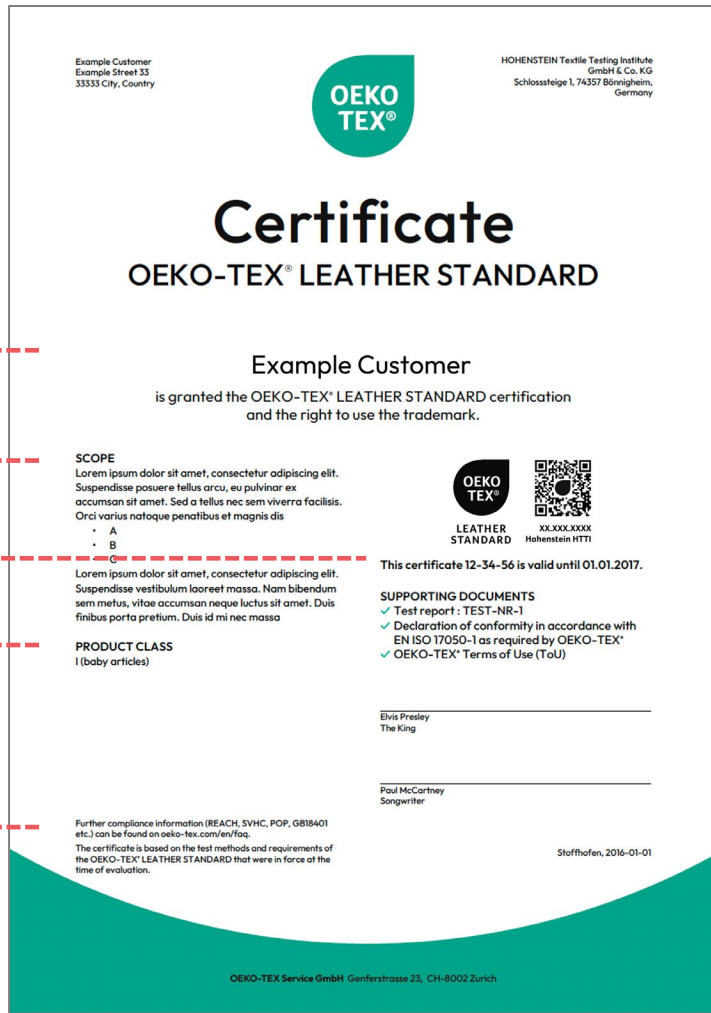 Example Customer
Example Street 33
33333 City, Country
OEKO
TEX®
HOHENSTEIN Textile Testing Institute
GmbH & Co. KG
Schlosssteige 1, 74357 Bönnigheim,
Germany
Certificate
OEKO-TEX® LEATHER STANDARD
Example Customer
is granted the OEKO-TEX® LEATHER STANDARD certification
and the right to use the trademark.
SCOPE
Lorem ipsum dolor sit amet, consectetur adipiscing elit.
Suspendisse posuere tellus arcu, eu pulvinar ex
accumsan sit amet. Sed a tellus nec sem viverra facilisis.
Orci varius natoque penatibus et magnis dis
• A
• B
• C
Lorem ipsum dolor sit amet, consectetur adipiscing elit.
Suspendisse vestibulum laoreet massa. Nam bibendum
sem metus, vitae accumsan neque luctus sit amet. Duis
finibus porta pretium. Duis id mi nec massa
PRODUCT CLASS
I (baby articles)
OEKO
TEX®
LEATHER
STANDARD
XX.XXX.XXXX
Hohenstein HTTI
This certificate 12-34-56 is valid until 01.01.2017.
SUPPORTING DOCUMENTS
✓ Test report : TEST-NR-1
✓ Declaration of conformity in accordance with
EN ISO 17050-1 as required by OEKO-TEX®
✓ OEKO-TEX® Terms of Use (ToU)
Elvis Presley
The King
Paul McCartney
Songwriter
Further compliance information (REACH, SVHC, POP, GB18401
etc.) can be found on oeko-tex.com/en/faq.
The certificate is based on the test methods and requirements of
the OEKO-TEX® LEATHER STANDARD that were in force at the
time of evaluation.
Stoffhofen, 2016-01-01
OEKO-TEX Service GmbH Genferstrasse 23, CH-8002 Zurich